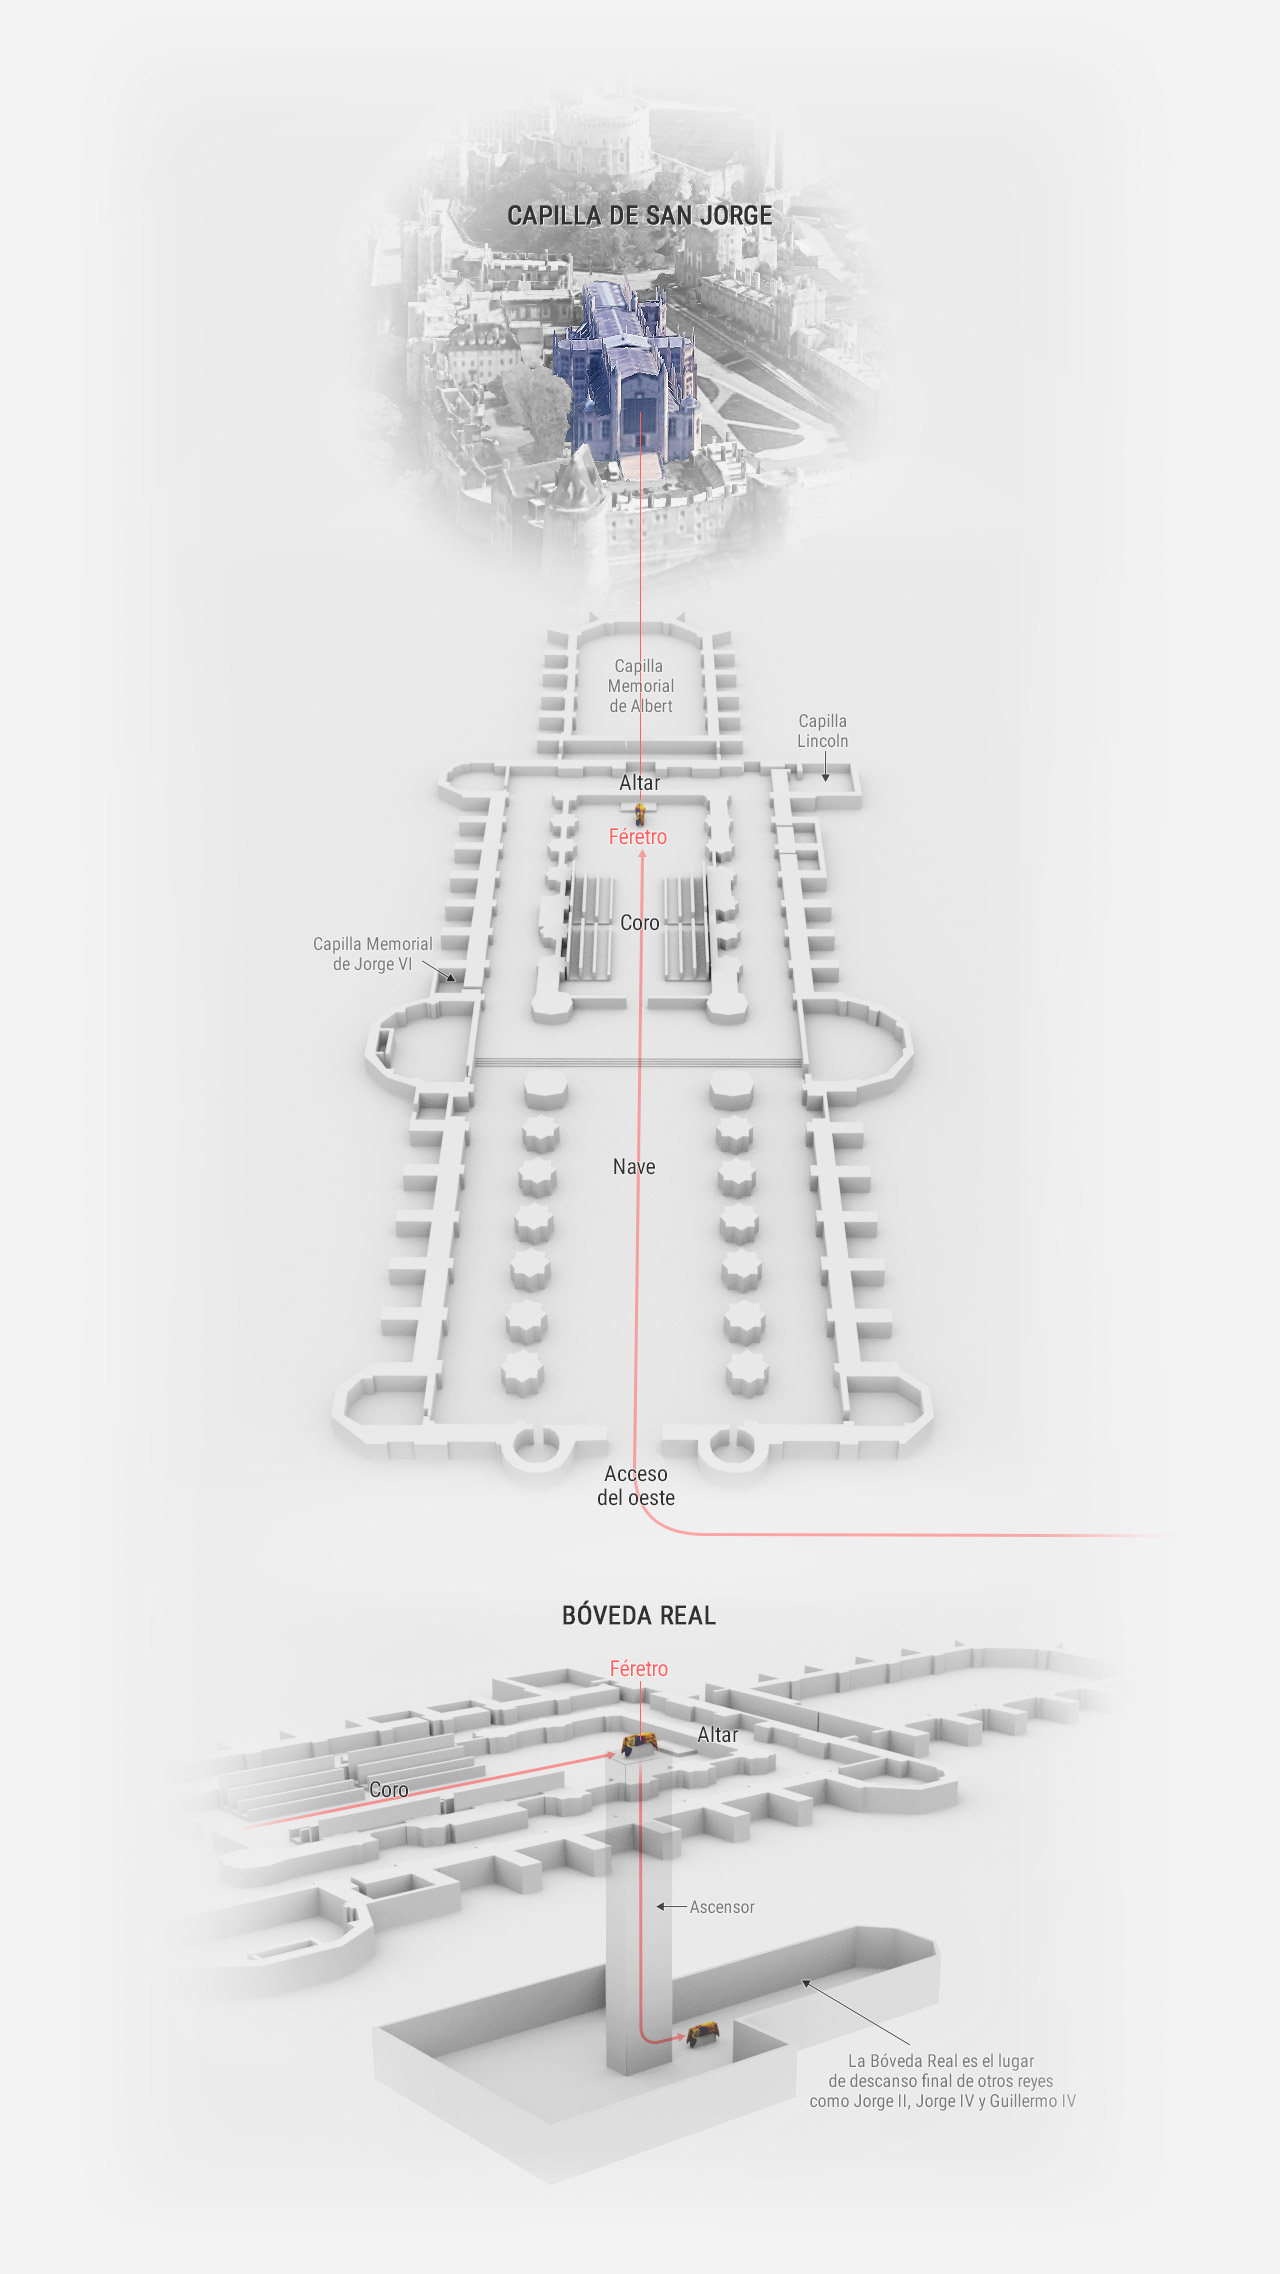 CAPILLA DE SAN JORGE
Capilla
Memorial
de Albert
Capilla
Lincoln
Altar
Féretro
Coro
Capilla Memorial
de Jorge VI
Nave
Acceso
del oeste
BÓVEDA REAL
Féretro
Altar
Coro
Ascensor
La Bóveda Real es el lugar
de descanso final de otros reyes
como Jorge II, Jorge IV y Guillermo IV